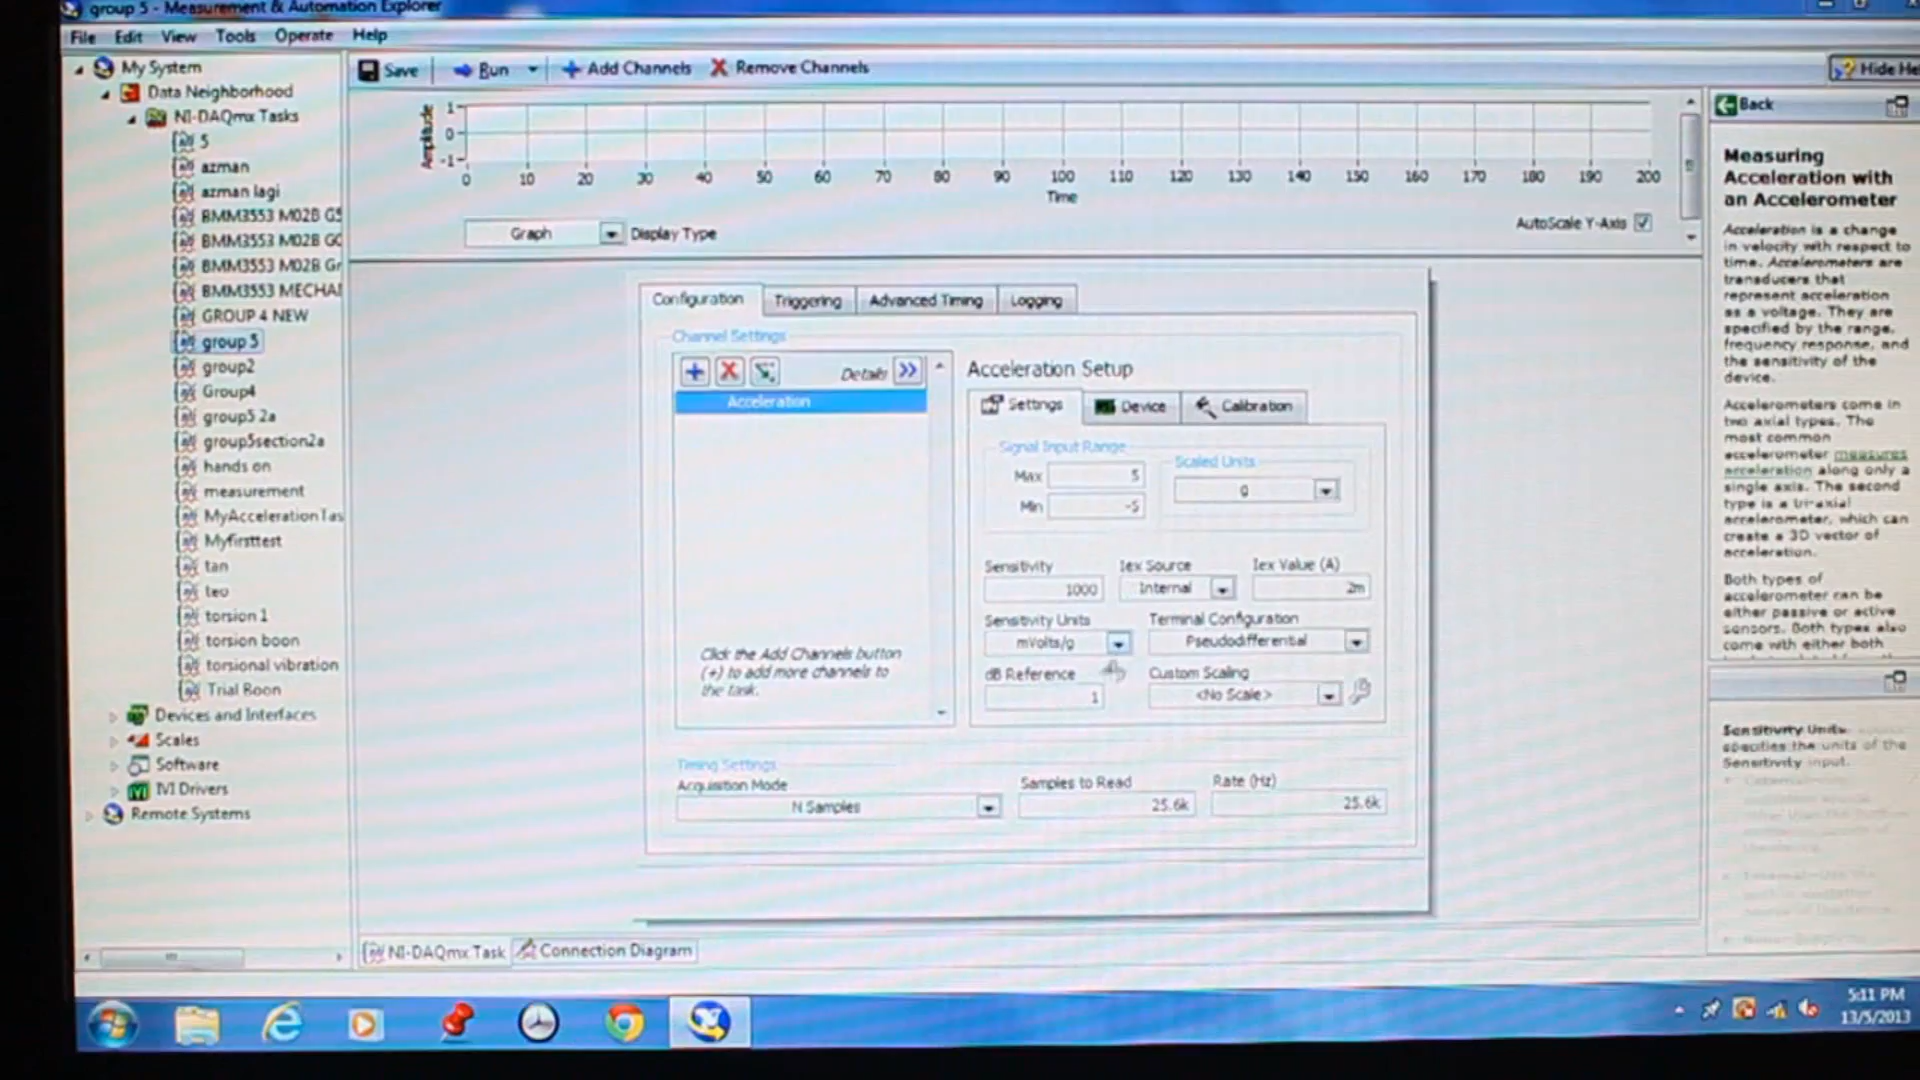 group 5 - Measurement & Automation Explorer
File Edit View Tools Operate Help
My System
Data Neighborhood
NI-DAQmx Tasks
5
azman
azman lagi
BMM3553 M02B G5
BMM3553 M02B GC
BMM3553 M02B Gr
BMM3553 MECHAI
GROUP 4 NEW
group 5
group2
Group4
group5 2a
group5section2a
hands on
measurement
MyAccelerationTas
Myfirsttest
tan
teo
torsion 1
torsion boon
torsional vibration
Trial Boon
Devices and Interfaces
Scales
Software
IVI Drivers
Remote Systems
Save Run Add Channels Remove Channels
Hide He
Amplitude
1
0
-1
0 10 20 30 40 50 60 70 80 90 100 110 120 130 140 150 160 170 180 190 200
Time
Graph Display Type
AutoScale Y-Axis
Configuration Triggering Advanced Timing Logging
Channel Settings
Details
Acceleration
Click the Add Channels button
(+) to add more channels to
the task.
Acceleration Setup
Settings Device Calibration
Signal Input Range
Max 5
Min -5
Scaled Units
g
Sensitivity
1000
Iex Source
Internal
Iex Value (A)
2m
Sensitivity Units
mVolts/g
Terminal Configuration
Pseudodifferential
dB Reference
1
Custom Scaling
<No Scale>
Timing Settings
Acquisition Mode
N Samples
Samples to Read
25.6k
Rate (Hz)
25.6k
NI-DAQmx Task Connection Diagram
Back
Measuring
Acceleration with
an Accelerometer
Acceleration is a change
in velocity with respect to
time. Accelerometers are
transducers that
represent acceleration
as a voltage. They are
specified by the range,
frequency response, and
the sensitivity of the
device.
Accelerometers come in
two axial types. The
most common
accelerometer measures
acceleration along only a
single axis. The second
type is a tri-axial
accelerometer, which can
create a 3D vector of
acceleration.
Both types of
accelerometer can be
either passive or active
sensors. Both types also
come with either both
Sensitivity Units
specifies the units of the
Sensitivity input.
5:11 PM
13/5/2013